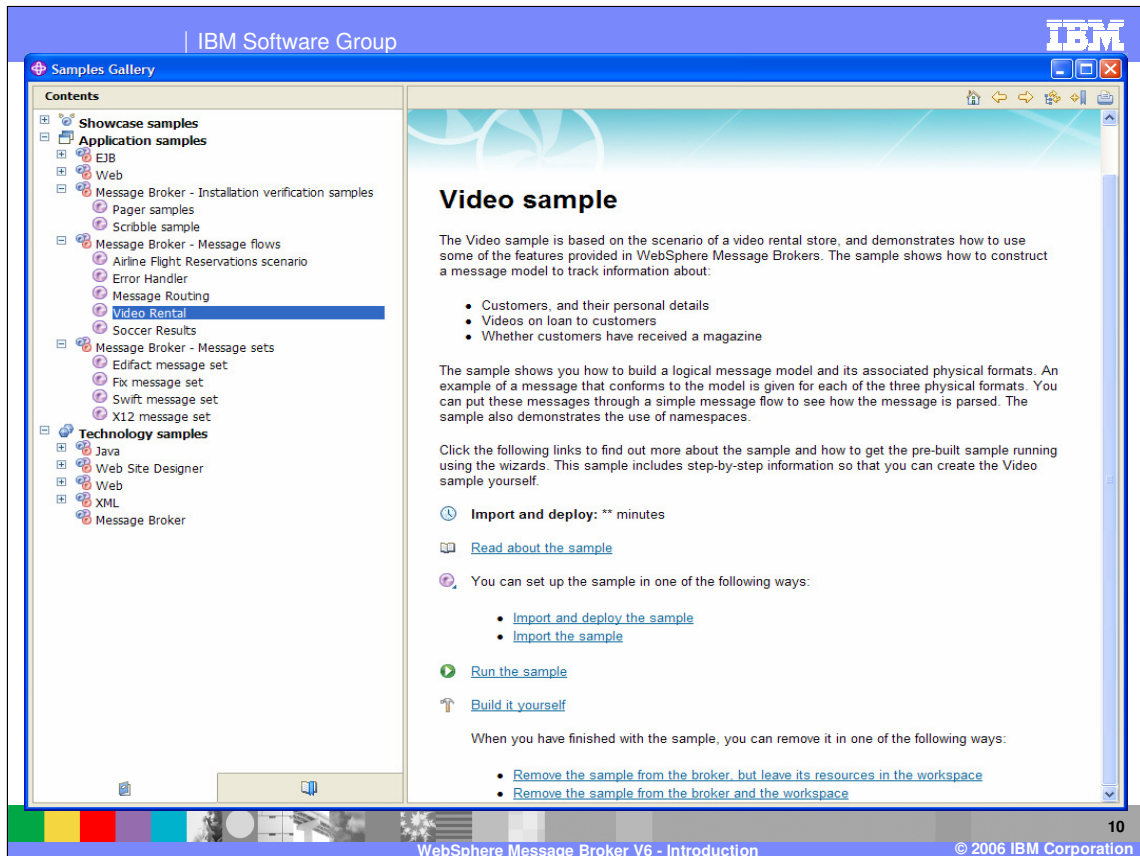 IBM Software Group
IBM
Samples Gallery
Contents
Showcase samples
Application samples
EJB
Web
Message Broker - Installation verification samples
Pager samples
Scribble sample
Message Broker - Message flows
Airline Flight Reservations scenario
Error Handler
Message Routing
Video Rental
Soccer Results
Message Broker - Message sets
Edifact message set
Fix message set
Swift message set
X12 message set
Technology samples
Java
Web Site Designer
Web
XML
Message Broker
Video sample
The Video sample is based on the scenario of a video rental store, and demonstrates how to use
some of the features provided in WebSphere Message Brokers. The sample shows how to construct
a message model to track information about:
• Customers, and their personal details
• Videos on loan to customers
• Whether customers have received a magazine
The sample shows you how to build a logical message model and its associated physical formats. An
example of a message that conforms to the model is given for each of the three physical formats. You
can put these messages through a simple message flow to see how the message is parsed. The
sample also demonstrates the use of namespaces.
Click the following links to find out more about the sample and how to get the pre-built sample running
using the wizards. This sample includes step-by-step information so that you can create the Video
sample yourself.
Import and deploy: ** minutes
Read about the sample
You can set up the sample in one of the following ways:
• Import and deploy the sample
• Import the sample
Run the sample
Build it yourself
When you have finished with the sample, you can remove it in one of the following ways:
• Remove the sample from the broker, but leave its resources in the workspace
• Remove the sample from the broker and the workspace
10
WebSphere Message Broker V6 - Introduction
© 2006 IBM Corporation